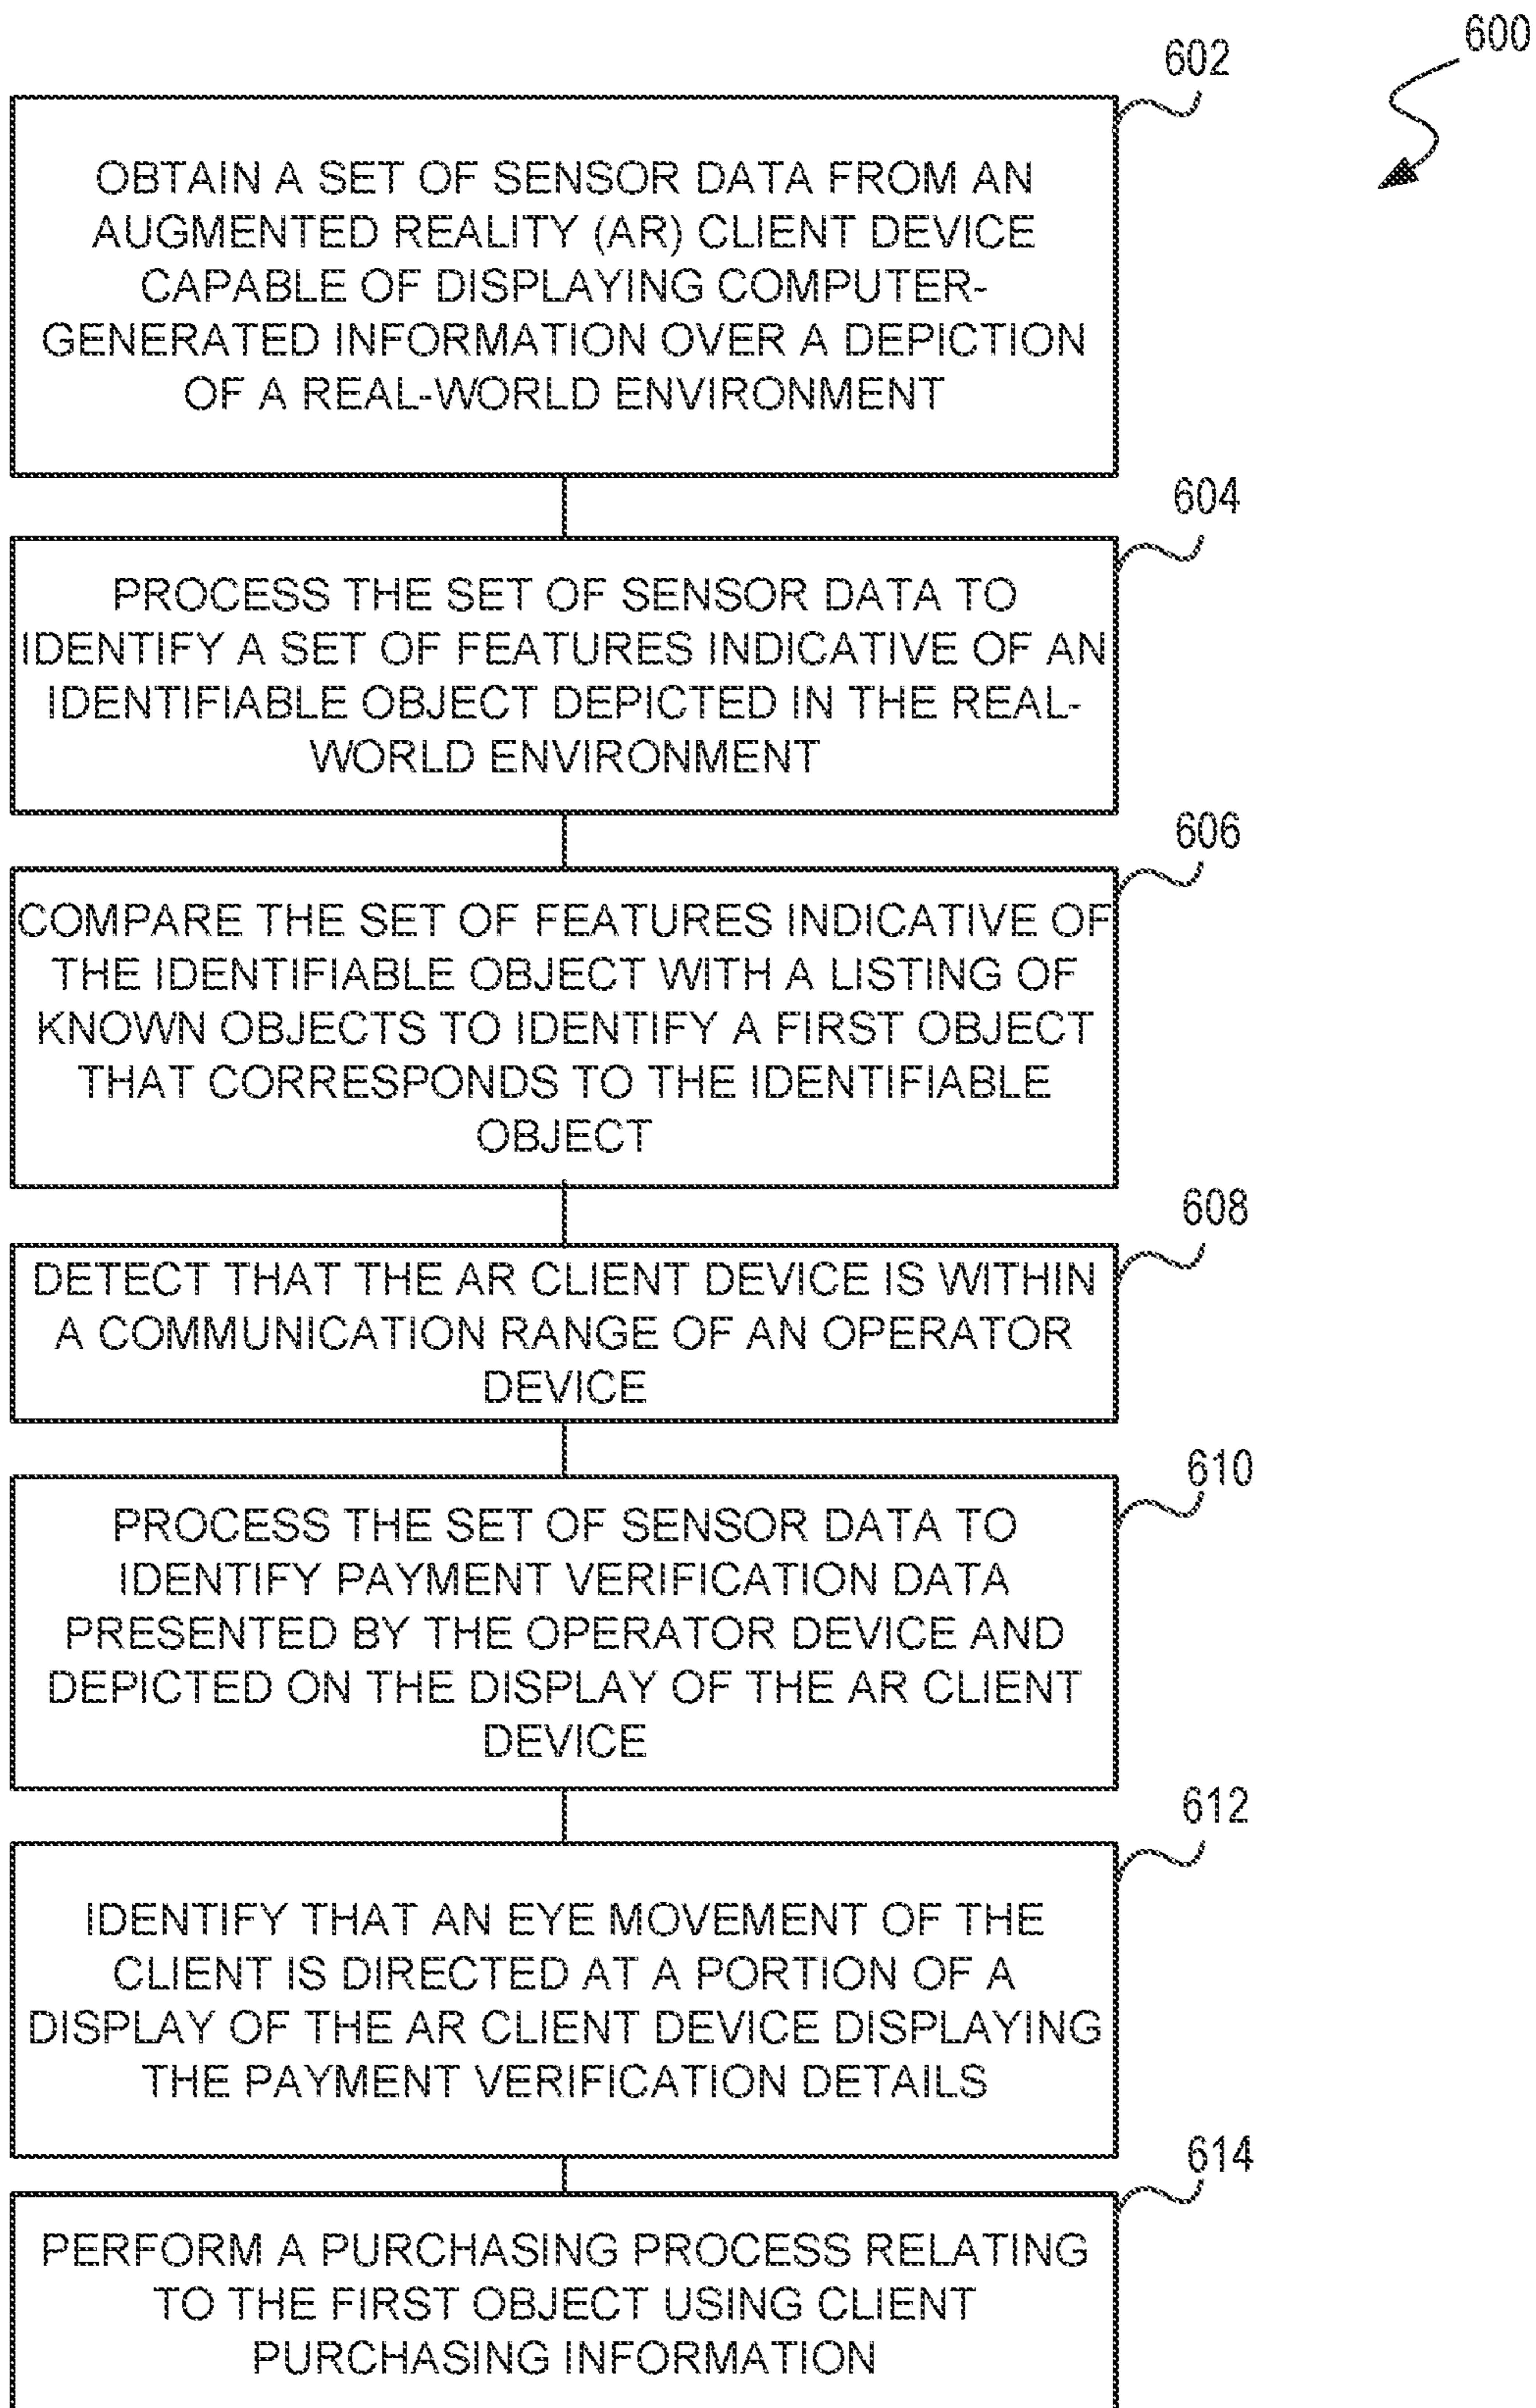 600
602
OBTAIN A SET OF SENSOR DATA FROM AN
AUGMENTED REALITY (AR) CLIENT DEVICE
CAPABLE OF DISPLAYING COMPUTER-
GENERATED INFORMATION OVER A DEPICTION
OF A REAL-WORLD ENVIRONMENT
604
PROCESS THE SET OF SENSOR DATA TO
IDENTIFY A SET OF FEATURES INDICATIVE OF AN
IDENTIFIABLE OBJECT DEPICTED IN THE REAL-
WORLD ENVIRONMENT
606
COMPARE THE SET OF FEATURES INDICATIVE OF
THE IDENTIFIABLE OBJECT WITH A LISTING OF
KNOWN OBJECTS TO IDENTIFY A FIRST OBJECT
THAT CORRESPONDS TO THE IDENTIFIABLE
OBJECT
608
DETECT THAT THE AR CLIENT DEVICE IS WITHIN
A COMMUNICATION RANGE OF AN OPERATOR
DEVICE
610
PROCESS THE SET OF SENSOR DATA TO
IDENTIFY PAYMENT VERIFICATION DATA
PRESENTED BY THE OPERATOR DEVICE AND
DEPICTED ON THE DISPLAY OF THE AR CLIENT
DEVICE
612
IDENTIFY THAT AN EYE MOVEMENT OF THE
CLIENT IS DIRECTED AT A PORTION OF A
DISPLAY OF THE AR CLIENT DEVICE DISPLAYING
THE PAYMENT VERIFICATION DETAILS
614
PERFORM A PURCHASING PROCESS RELATING
TO THE FIRST OBJECT USING CLIENT
PURCHASING INFORMATION